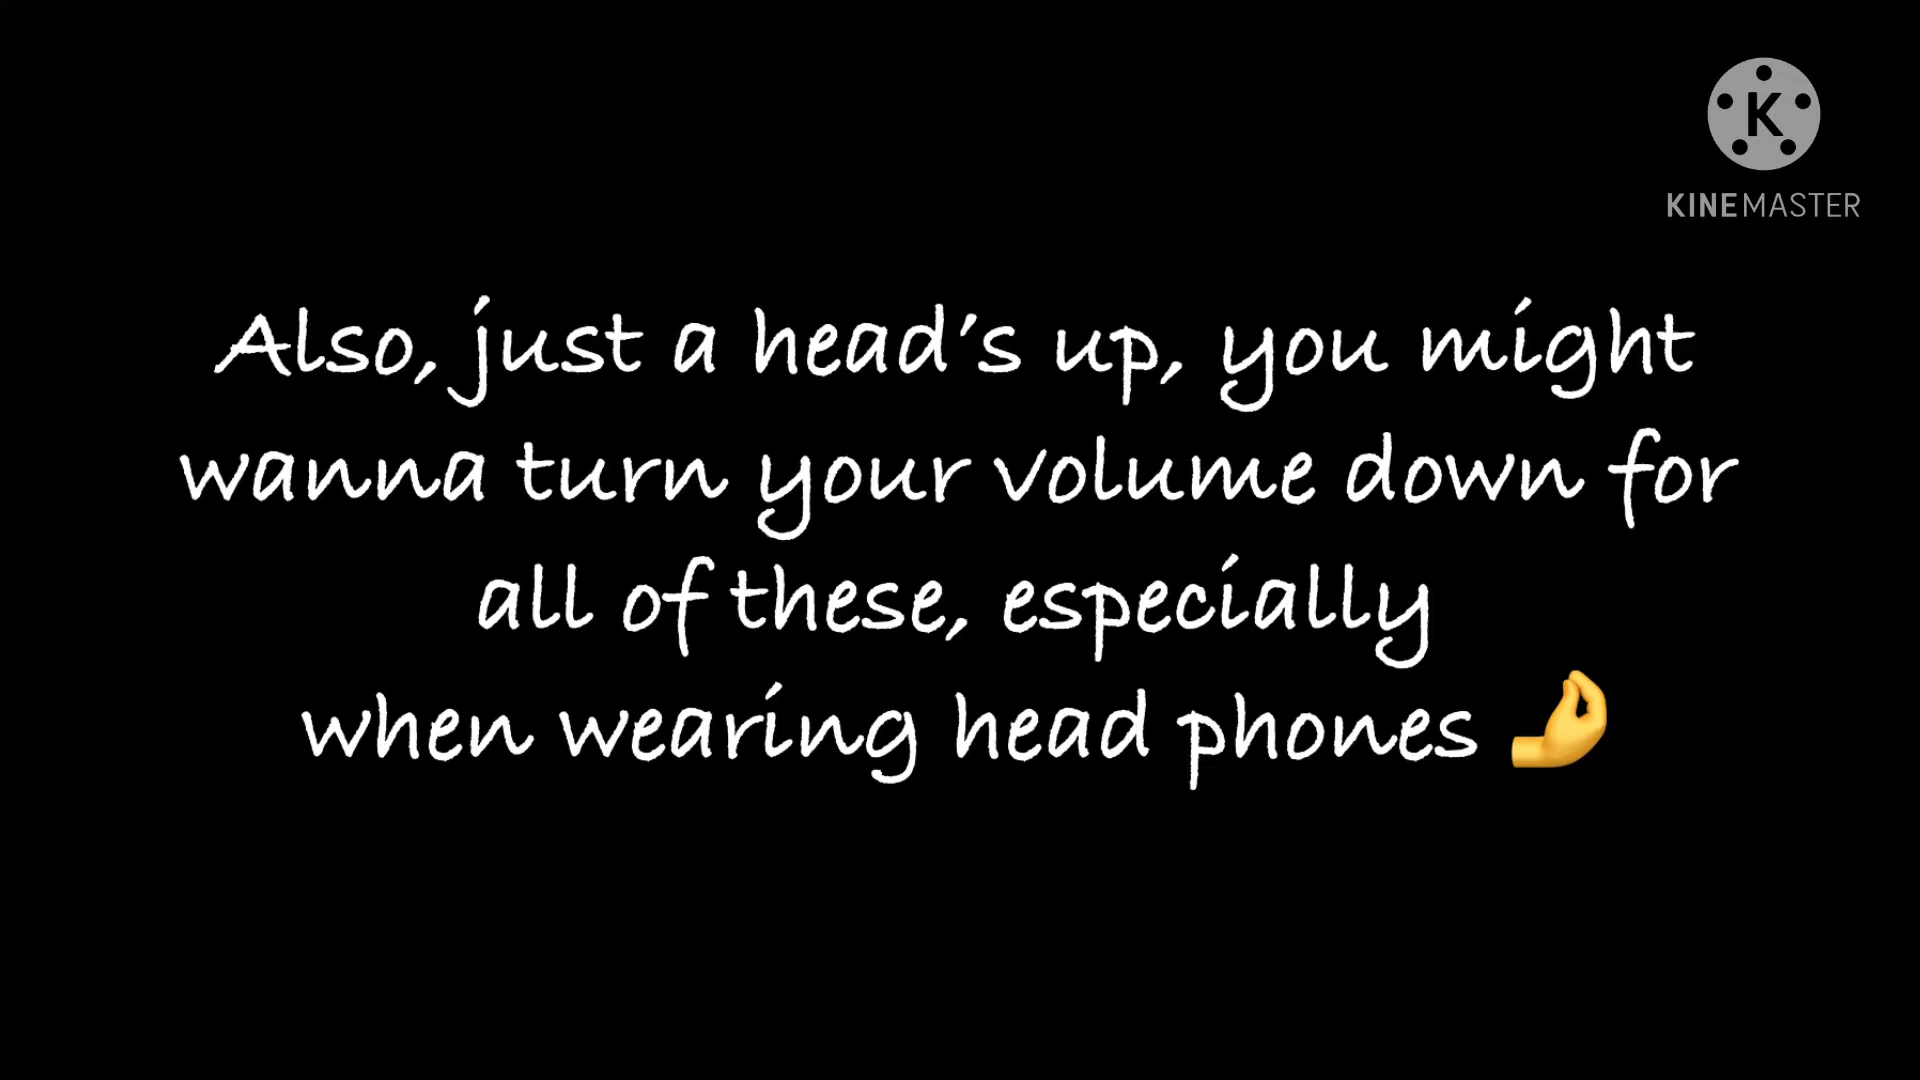 K
KINEMASTER
Also, just a head's up, you might
wanna turn your volume down for
all of these, especially
when wearing head phones 🤌